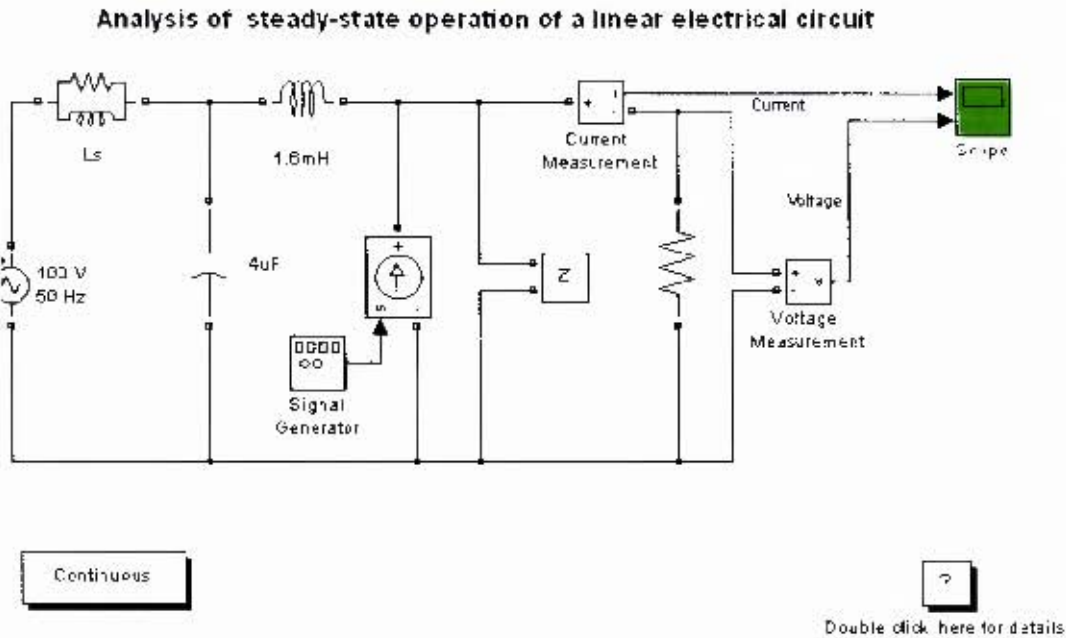 Analysis of steady-state operation of a linear electrical circuit
Current
Ls
1.6mH
Current
Measurement
Scope
Voltage
100 V
50 Hz
4uF
Z
Voltage
Measurement
Signal
Generator
Continuous
?
Double click here for details